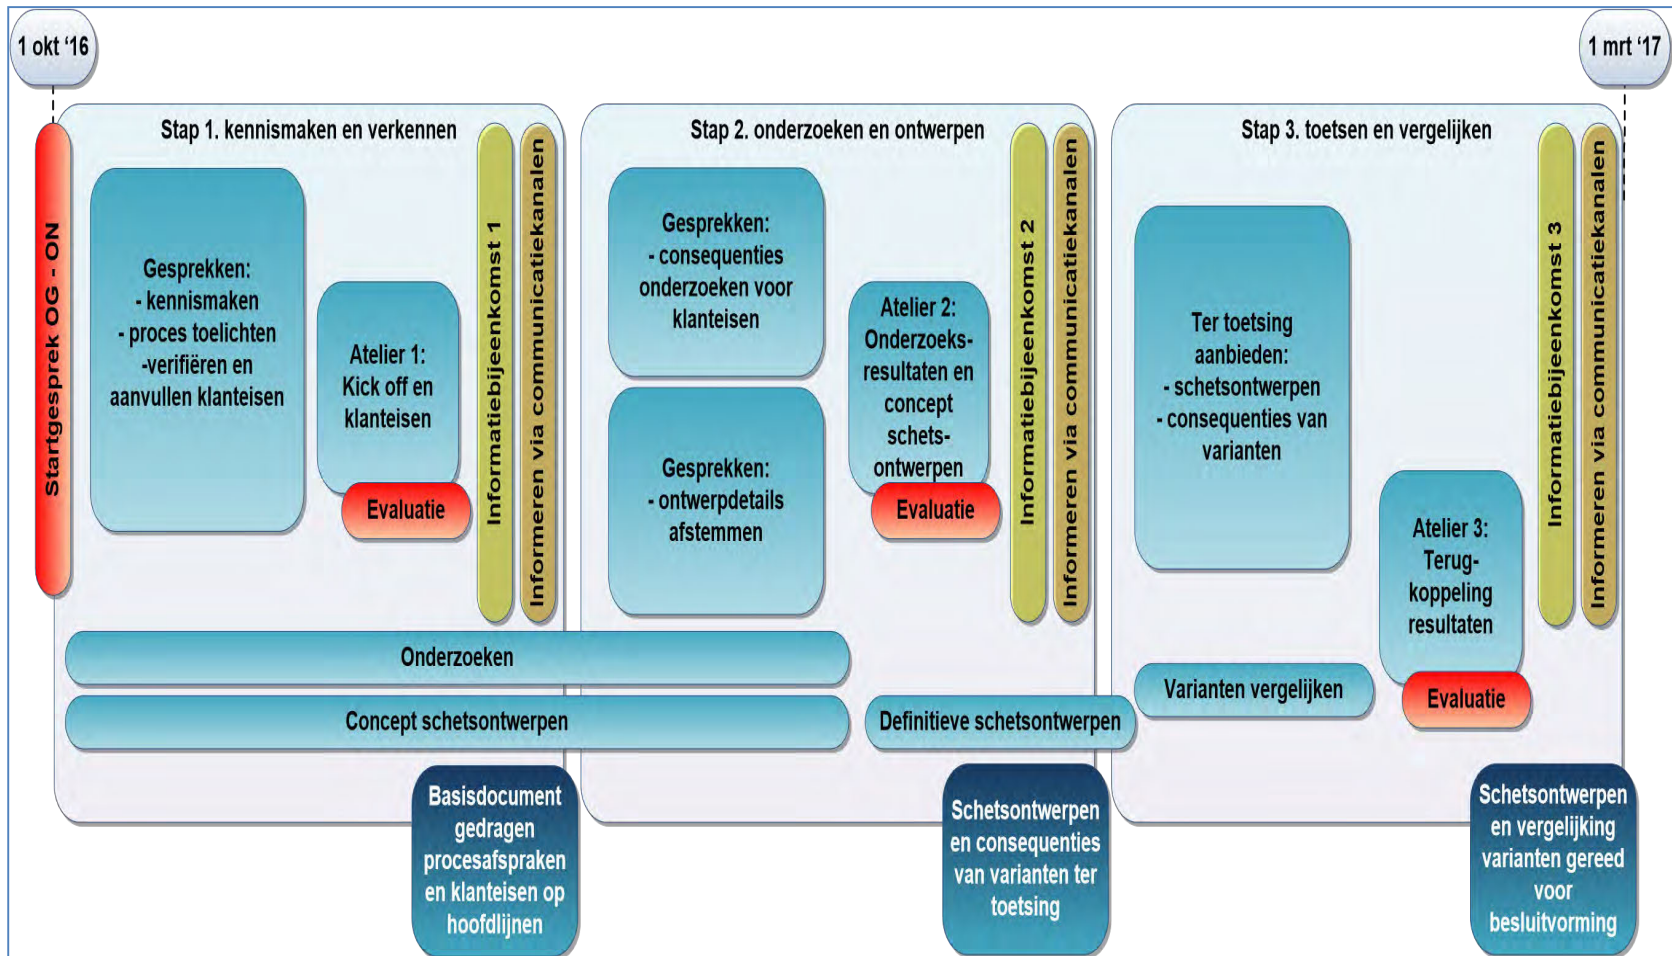 1 okt ‘16
1 mrt ‘17
Startgesprek OG - ON
Stap 1. kennismaken en verkennen
Gesprekken:
- kennismaken
- proces toelichten
-verifiëren en
aanvullen klanteisen
Atelier 1:
Kick off en
klanteisen
Evaluatie
Informatiebijeenkomst 1
Informeren via communicatiekanalen
Stap 2. onderzoeken en ontwerpen
Gesprekken:
- consequenties
onderzoeken voor
klanteisen
Gesprekken:
- ontwerpdetails
afstemmen
Atelier 2:
Onderzoeks-
resultaten en
concept
schets-
ontwerpen
Evaluatie
Informatiebijeenkomst 2
Informeren via communicatiekanalen
Stap 3. toetsen en vergelijken
Ter toetsing
aanbieden:
- schetsontwerpen
- consequenties van
varianten
Atelier 3:
Terug-
koppeling
resultaten
Evaluatie
Informatiebijeenkomst 3
Informeren via communicatiekanalen
Onderzoeken
Concept schetsontwerpen
Definitieve schetsontwerpen
Varianten vergelijken
Basisdocument
gedragen
procesafspraken
en klanteisen op
hoofdlijnen
Schetsontwerpen
en consequenties
van varianten ter
toetsing
Schetsontwerpen
en vergelijking
varianten gereed
voor
besluitvorming